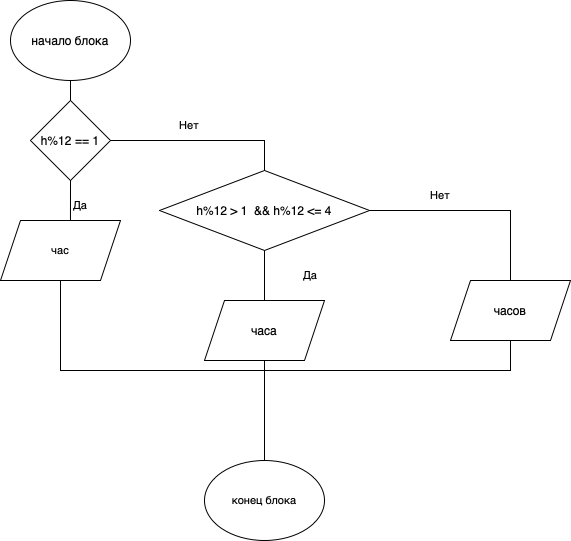 начало блока
h%12 == 1
Нет
Да
h%12 > 1  && h%12 <= 4
Нет
час
Да
часа
часов
конец блока